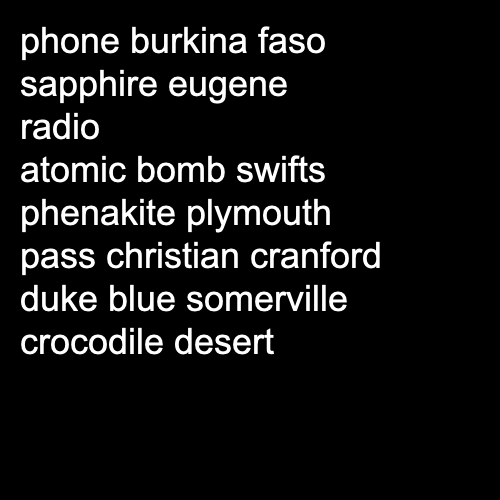 phone burkina faso
sapphire eugene
radio
atomic bomb swifts
phenakite plymouth
pass christian cranford
duke blue somerville
crocodile desert